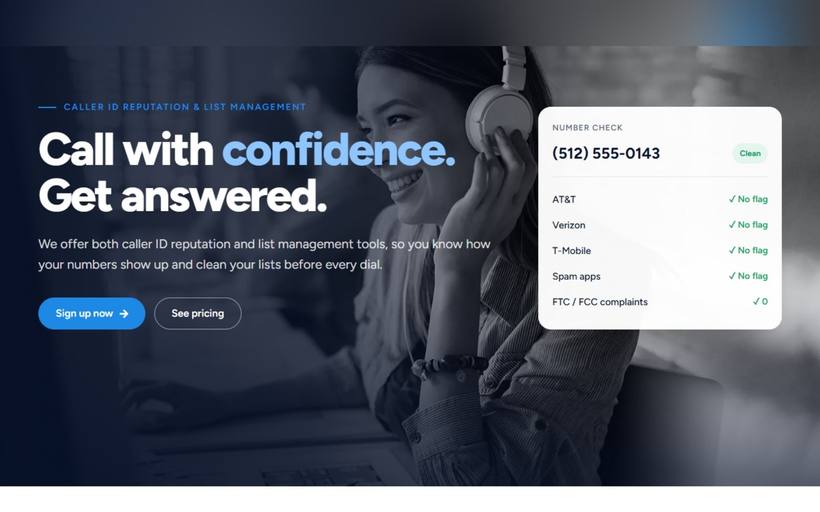 CALLER ID REPUTATION & LIST MANAGEMENT
Call with confidence.
Get answered.
We offer both caller ID reputation and list management tools, so you know how
your numbers show up and clean your lists before every dial.
Sign up now →
See pricing
NUMBER CHECK
(512) 555-0143
Clean
AT&T
✓ No flag
Verizon
✓ No flag
T-Mobile
✓ No flag
Spam apps
✓ No flag
FTC / FCC complaints
✓ 0